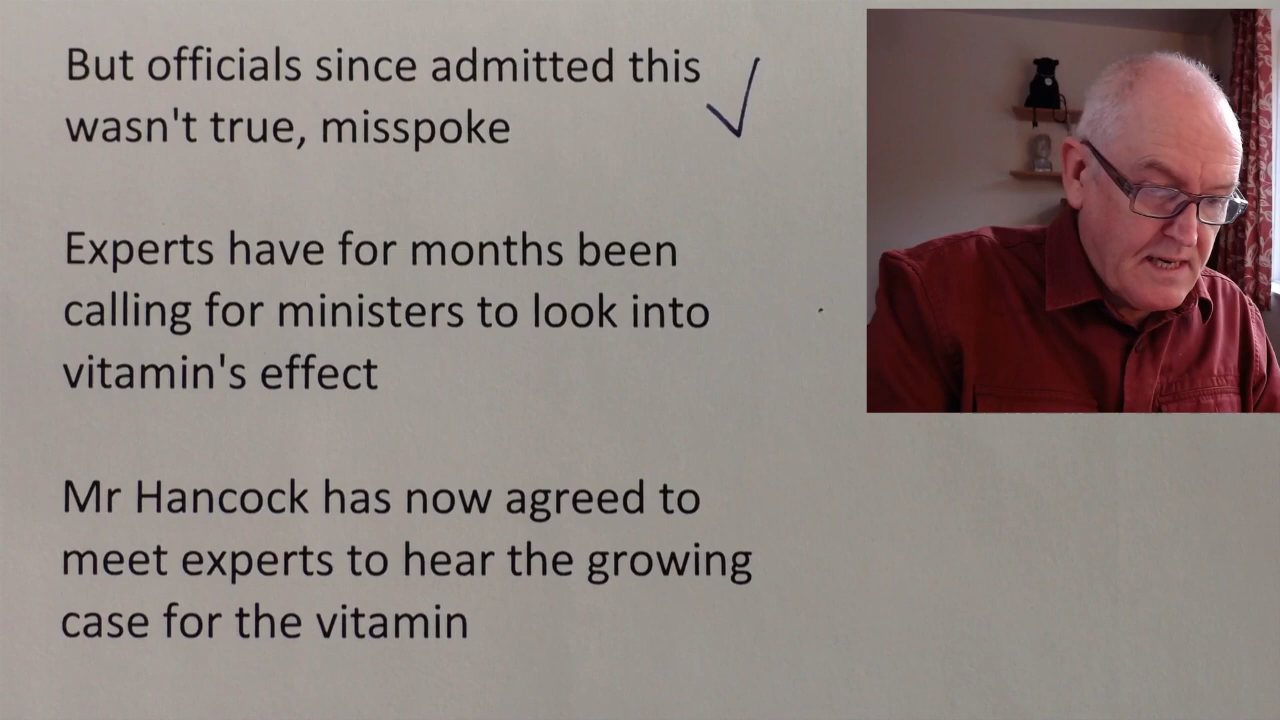 But officials since admitted this
wasn't true, misspoke
Experts have for months been
calling for ministers to look into
vitamin's effect
Mr Hancock has now agreed to
meet experts to hear the growing
case for the vitamin